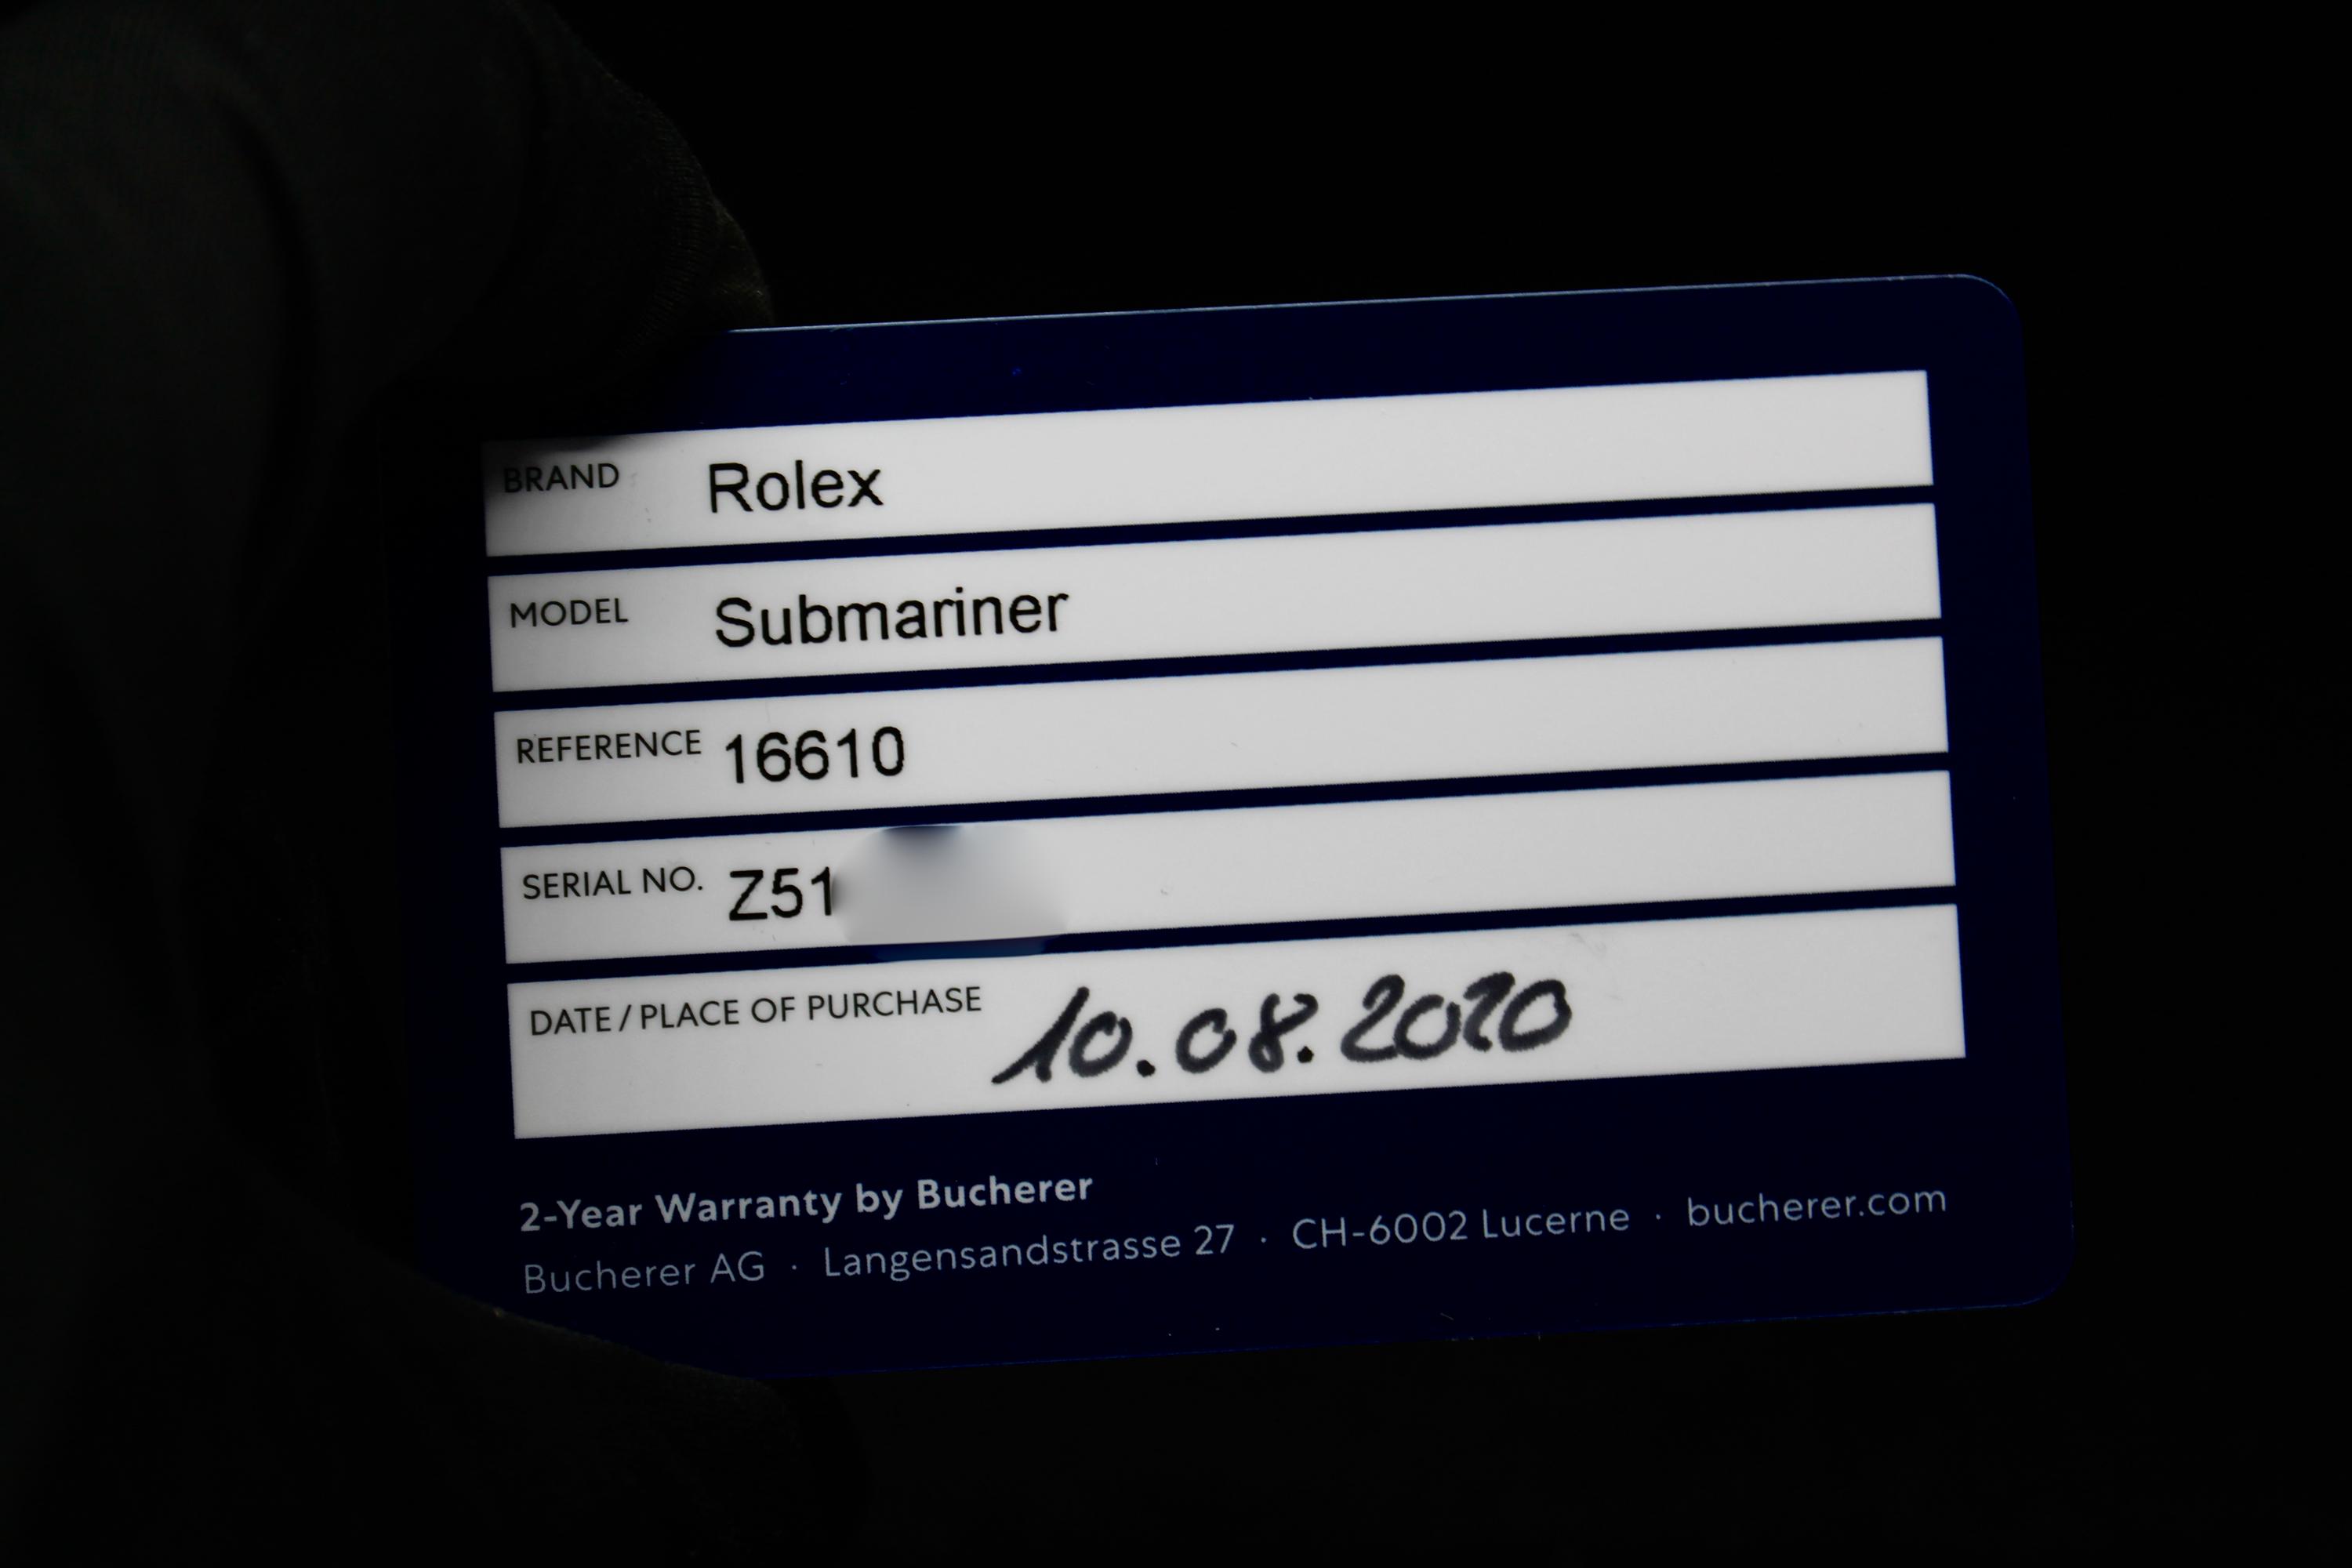 BRAND Rolex
MODEL Submariner
REFERENCE 16610
SERIAL NO. Z51
DATE / PLACE OF PURCHASE 10.08.2020
2-Year Warranty by Bucherer
Bucherer AG · Langensandstrasse 27 · CH-6002 Lucerne · bucherer.com